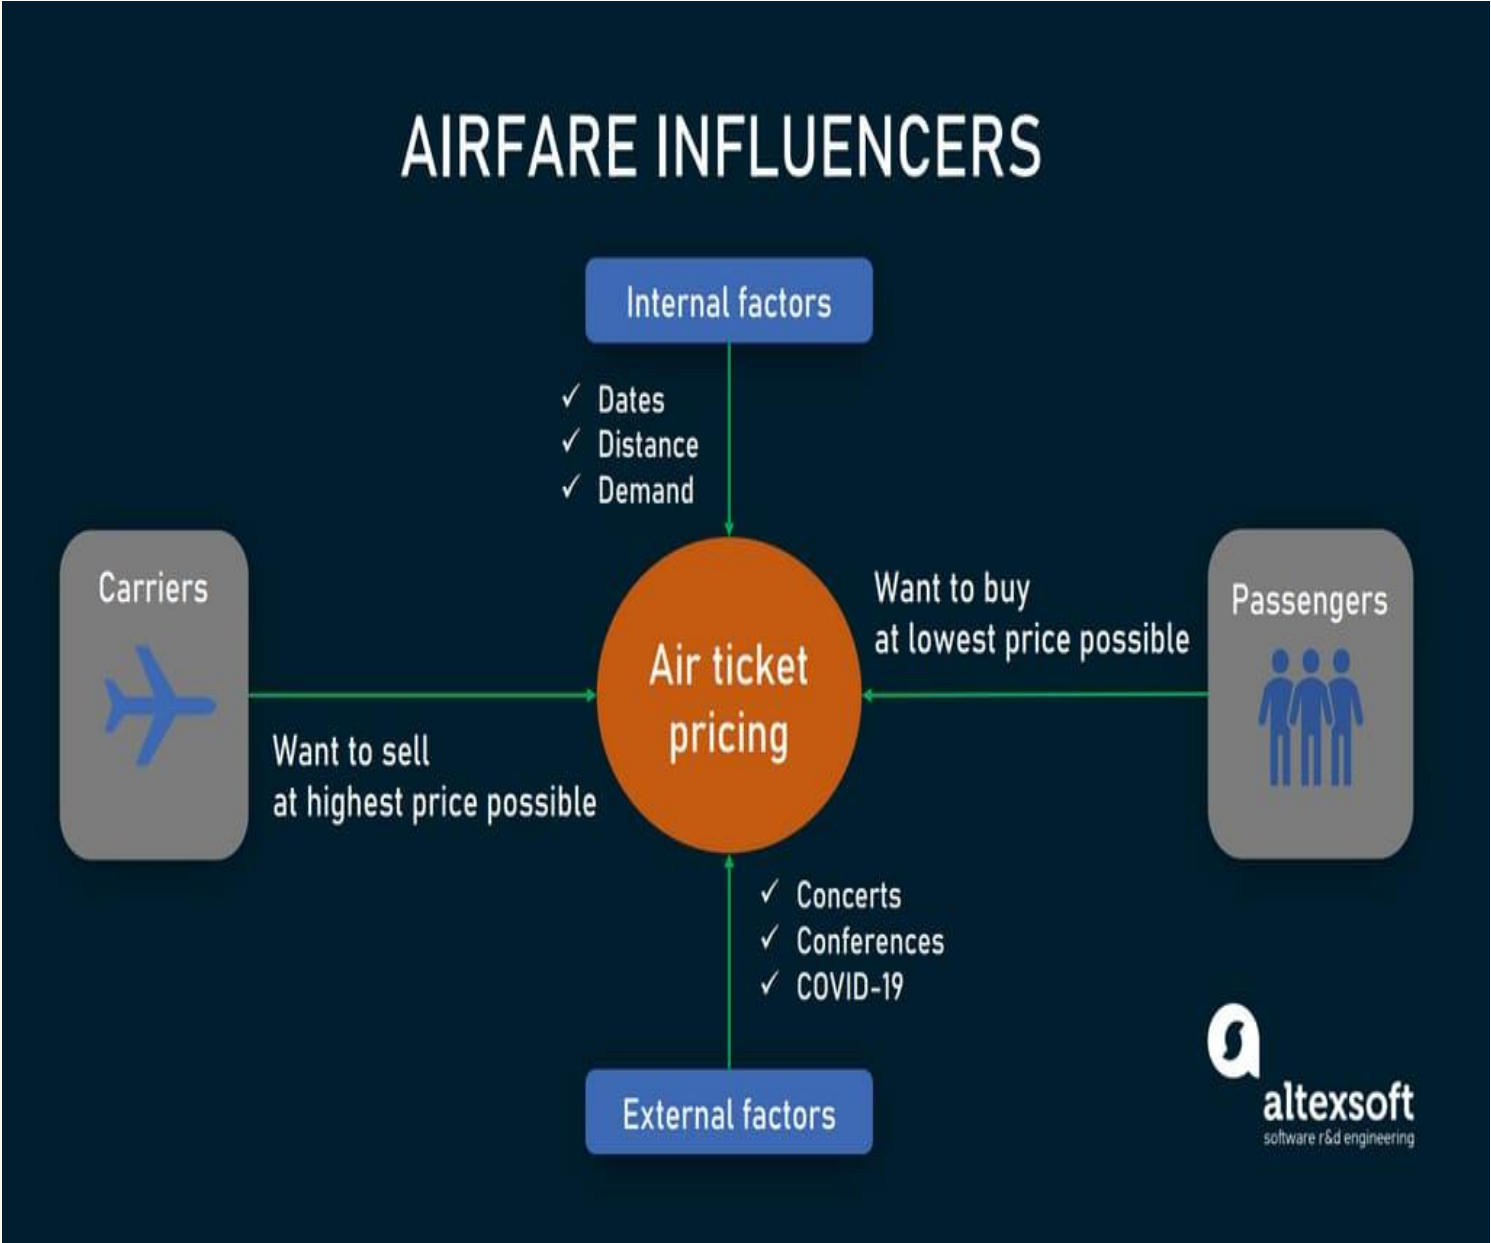 AIRFARE INFLUENCERS
Internal factors
✓ Dates
✓ Distance
✓ Demand
Carriers
Want to sell
at highest price possible
Air ticket
pricing
Want to buy
at lowest price possible
Passengers
✓ Concerts
✓ Conferences
✓ COVID-19
External factors
altexsoft
software r&d engineering